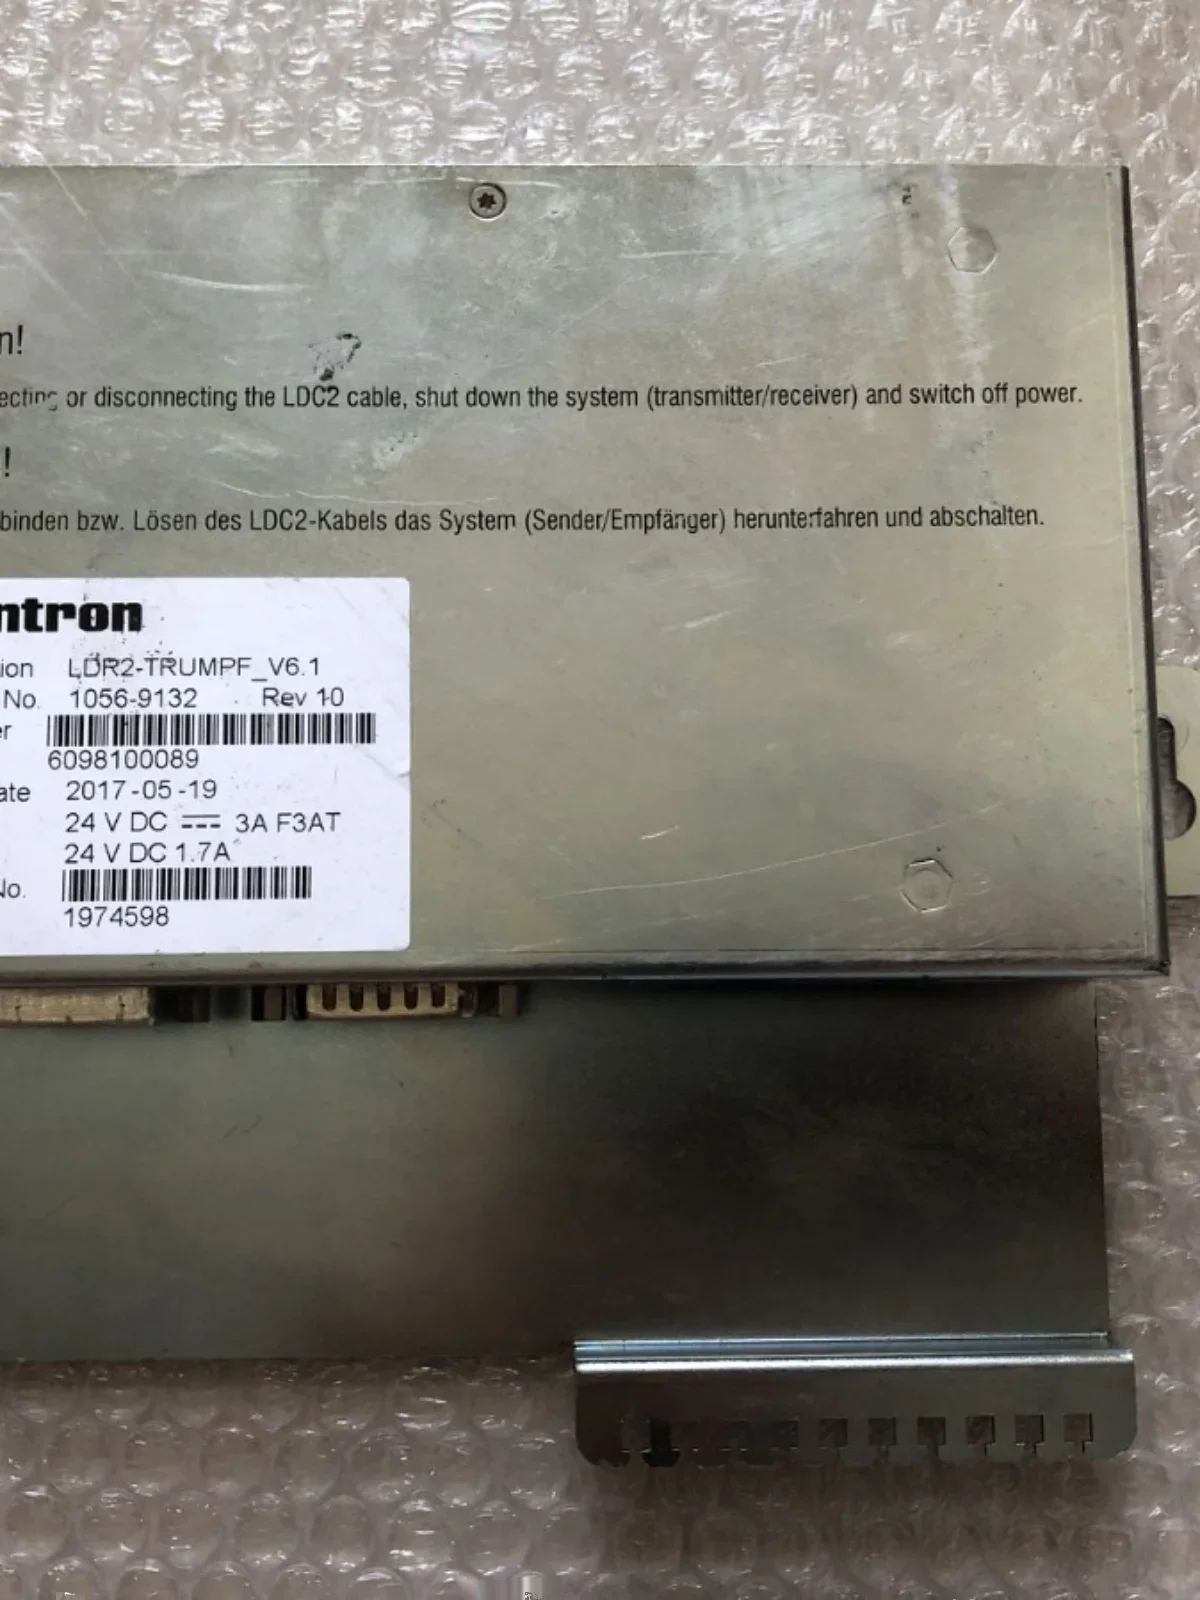 n!
ecting or disconnecting the LDC2 cable, shut down the system (transmitter/receiver) and switch off power.
!
binden bzw. Lösen des LDC2-Kabels das System (Sender/Empfänger) herunterfahren und abschalten.
ntron
ion LDR2-TRUMPF_V6.1
No. 1056-9132 Rev 10
er
6098100089
ate 2017-05-19
24 V DC 3A F3AT
24 V DC 1.7A
No.
1974598